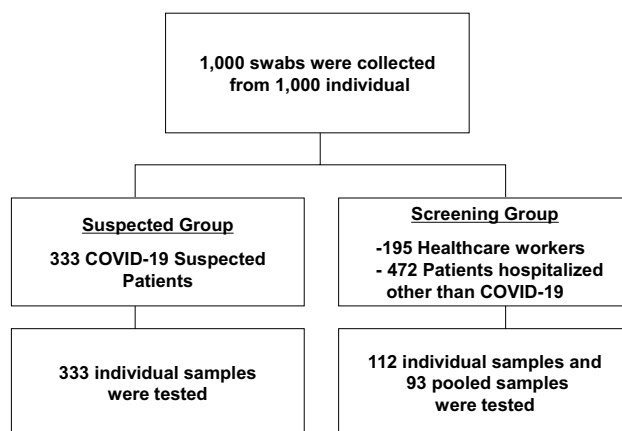 1,000 swabs were collected
from 1,000 individual
Suspected Group
333 COVID-19 Suspected
Patients
Screening Group
-195 Healthcare workers
- 472 Patients hospitalized
other than COVID-19
333 individual samples
were tested
112 individual samples and
93 pooled samples
were tested